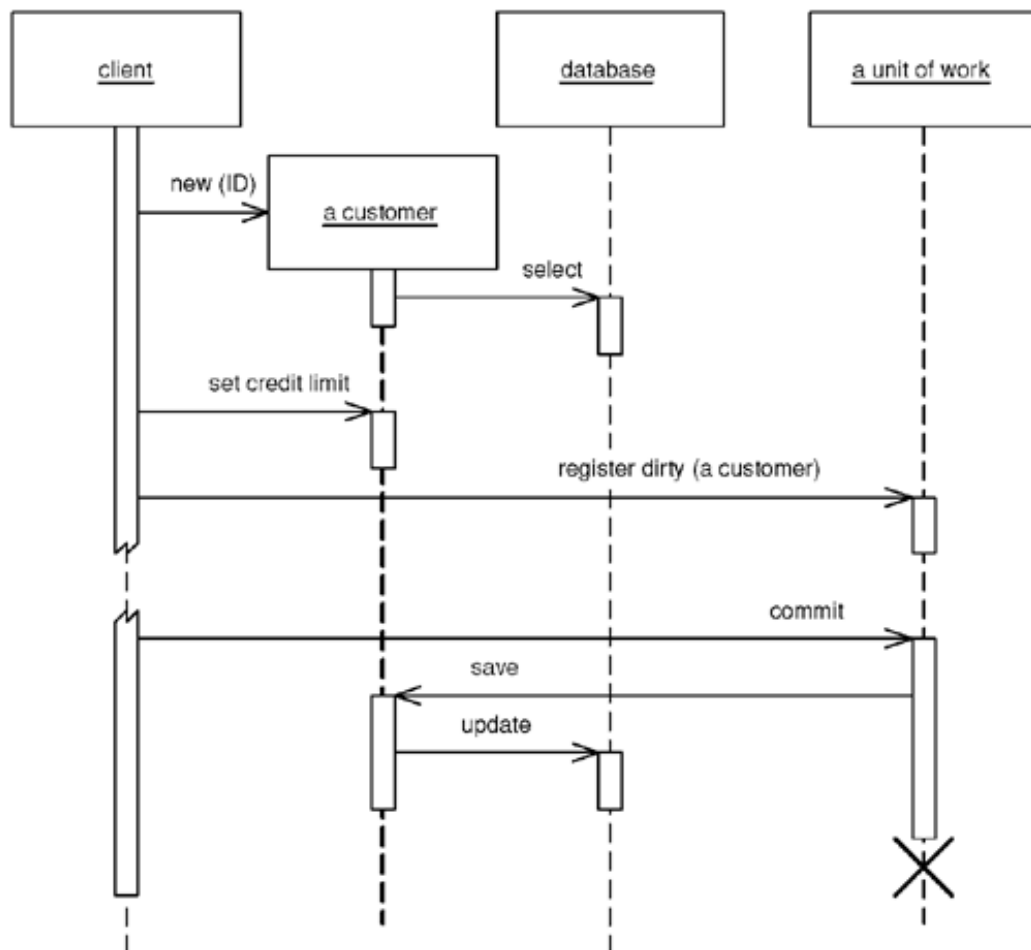 client
database
a unit of work
new (ID)
a customer
select
set credit limit
register dirty (a customer)
commit
save
update